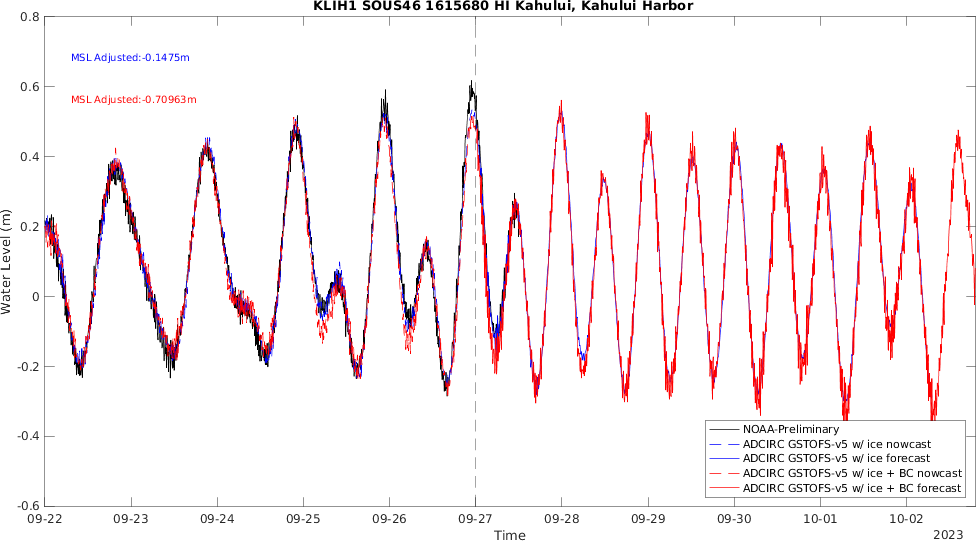 KLIH1 SOUS46 1615680 HI Kahului, Kahului Harbor
0.8
0.6
0.4
0.2
0
-0.2
-0.4
-0.6
Water Level (m)
MSL Adjusted:-0.1475m
MSL Adjusted:-0.70963m
NOAA-Preliminary
ADCIRC GSTOFS-v5 w/ ice nowcast
ADCIRC GSTOFS-v5 w/ ice forecast
ADCIRC GSTOFS-v5 w/ ice + BC nowcast
ADCIRC GSTOFS-v5 w/ ice + BC forecast
09-22 09-23 09-24 09-25 09-26 09-27 09-28 09-29 09-30 10-01 10-02
Time
2023